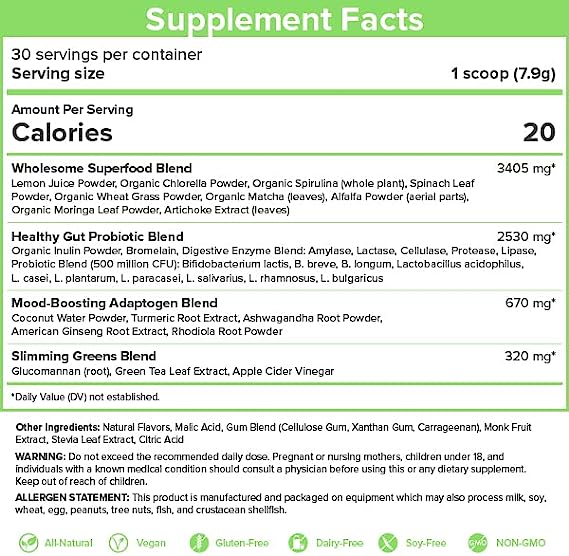 Supplement Facts
30 servings per container
Serving size 1 scoop (7.9g)
Amount Per Serving
Calories 20
Wholesome Superfood Blend 3405 mg*
Lemon Juice Powder, Organic Chlorella Powder, Organic Spirulina (whole plant), Spinach Leaf
Powder, Organic Wheat Grass Powder, Organic Matcha (leaves), Alfalfa Powder (aerial parts),
Organic Moringa Leaf Powder, Artichoke Extract (leaves)
Healthy Gut Probiotic Blend 2530 mg*
Organic Inulin Powder, Bromelain, Digestive Enzyme Blend: Amylase, Lactase, Cellulase, Protease, Lipase,
Probiotic Blend (500 million CFU): Bifidobacterium lactis, B. breve, B. longum, Lactobacillus acidophilus,
L. casei, L. plantarum, L. paracasei, L. salivarius, L. rhamnosus, L. bulgaricus
Mood-Boosting Adaptogen Blend 670 mg*
Coconut Water Powder, Turmeric Root Extract, Ashwagandha Root Powder,
American Ginseng Root Extract, Rhodiola Root Powder
Slimming Greens Blend 320 mg*
Glucomannan (root), Green Tea Leaf Extract, Apple Cider Vinegar
*Daily Value (DV) not established.
Other Ingredients: Natural Flavors, Malic Acid, Gum Blend (Cellulose Gum, Xanthan Gum, Carrageenan), Monk Fruit
Extract, Stevia Leaf Extract, Citric Acid
WARNING: Do not exceed the recommended daily dose. Pregnant or nursing mothers, children under 18, and
individuals with a known medical condition should consult a physician before using this or any dietary supplement.
Keep out of reach of children.
ALLERGEN STATEMENT: This product is manufactured and packaged on equipment which may also process milk, soy,
wheat, egg, peanuts, tree nuts, fish, and crustacean shellfish.
All-Natural Vegan Gluten-Free Dairy-Free Soy-Free GMO NON-GMO